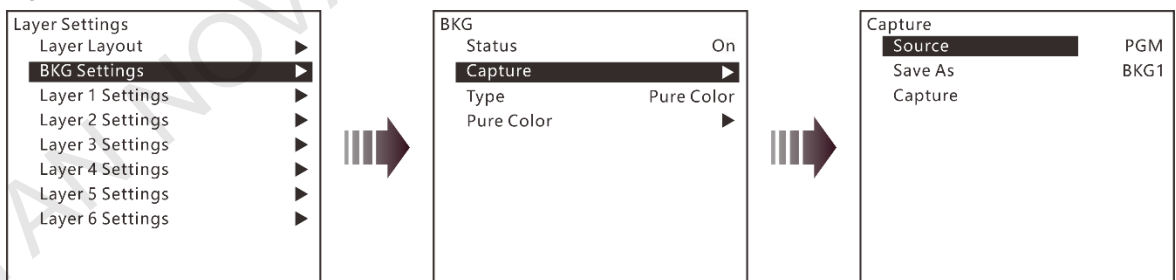 Layer Settings
Layer Layout
BKG Settings
Layer 1 Settings
Layer 2 Settings
Layer 3 Settings
Layer 4 Settings
Layer 5 Settings
Layer 6 Settings
BKG
Status On
Capture
Type Pure Color
Pure Color
Capture
Source PGM
Save As BKG1
Capture